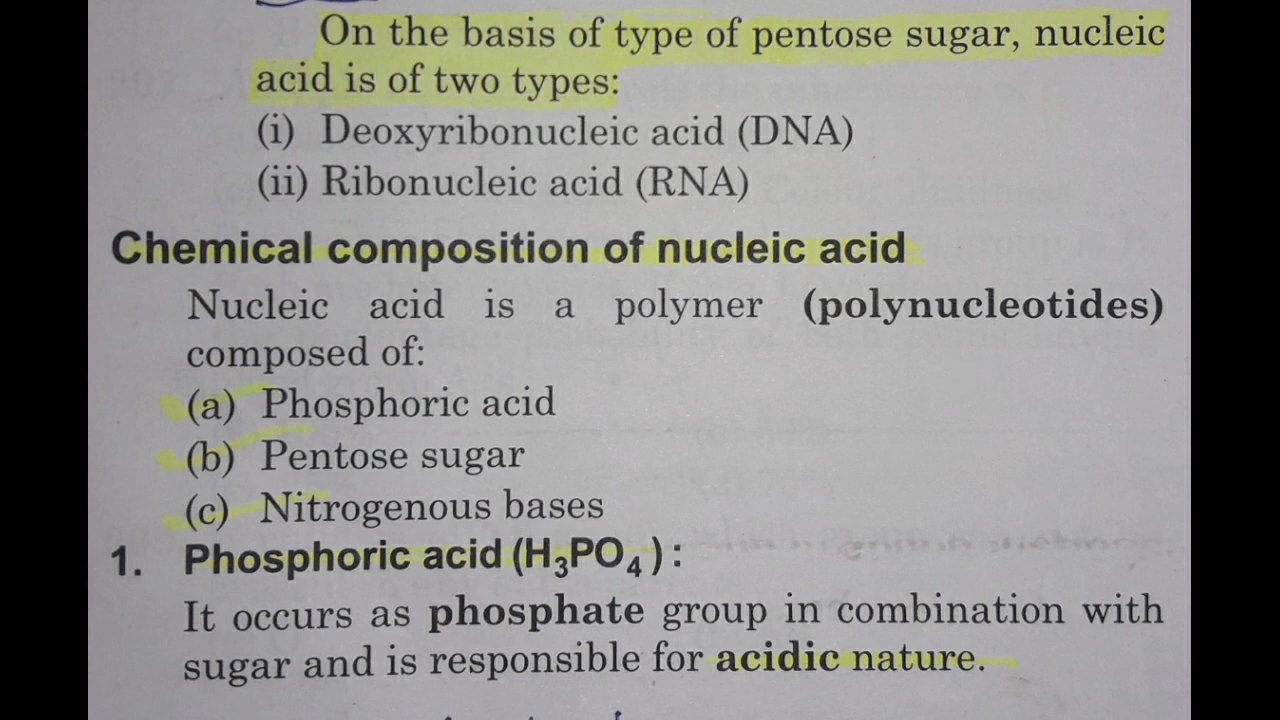 On the basis of type of pentose sugar, nucleic
acid is of two types:
(i) Deoxyribonucleic acid (DNA)
(ii) Ribonucleic acid (RNA)
Chemical composition of nucleic acid
Nucleic acid is a polymer (polynucleotides)
composed of:
(a) Phosphoric acid
(b) Pentose sugar
(c) Nitrogenous bases
1. Phosphoric acid (H₃PO₄) :
It occurs as phosphate group in combination with
sugar and is responsible for acidic nature.